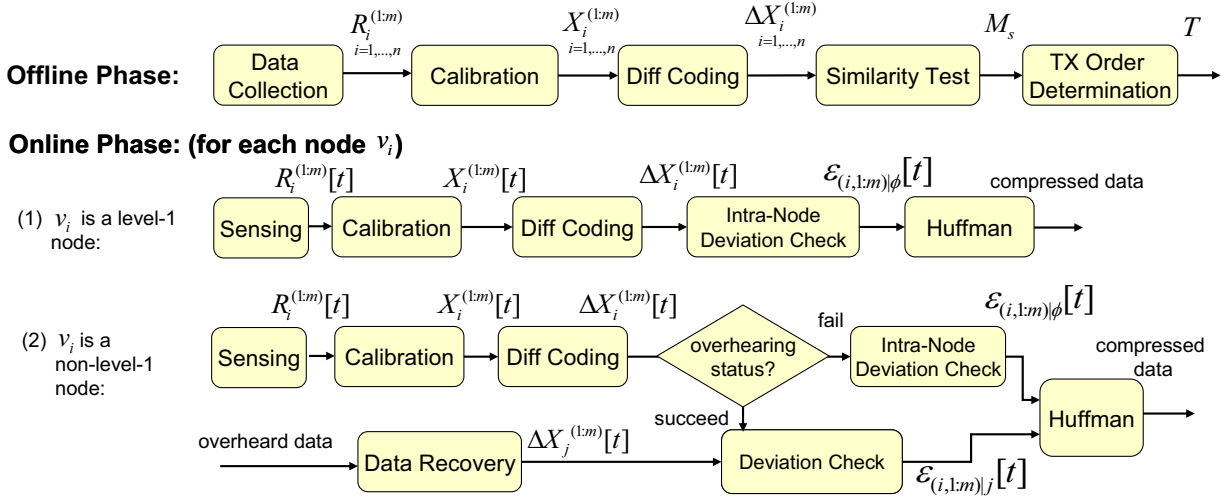 Offline Phase:
Data
Collection
R_i^{(1:m)}
i=1,...,n
Calibration
X_i^{(1:m)}
i=1,...,n
Diff Coding
ΔX_i^{(1:m)}
i=1,...,n
Similarity Test
M_s
TX Order
Determination
T
Online Phase: (for each node v_i)
(1) v_i is a level-1
node:
Sensing
R_i^{(1:m)}[t]
Calibration
X_i^{(1:m)}[t]
Diff Coding
ΔX_i^{(1:m)}[t]
Intra-Node
Deviation Check
ε_{(i,1:m)|ϕ}[t]
Huffman
compressed data
(2) v_i is a
non-level-1
node:
Sensing
R_i^{(1:m)}[t]
Calibration
X_i^{(1:m)}[t]
Diff Coding
ΔX_i^{(1:m)}[t]
overhearing
status?
fail
Intra-Node
Deviation Check
ε_{(i,1:m)|ϕ}[t]
succeed
overheard data
Data Recovery
ΔX_j^{(1:m)}[t]
Deviation Check
ε_{(i,1:m)|j}[t]
Huffman
compressed
data